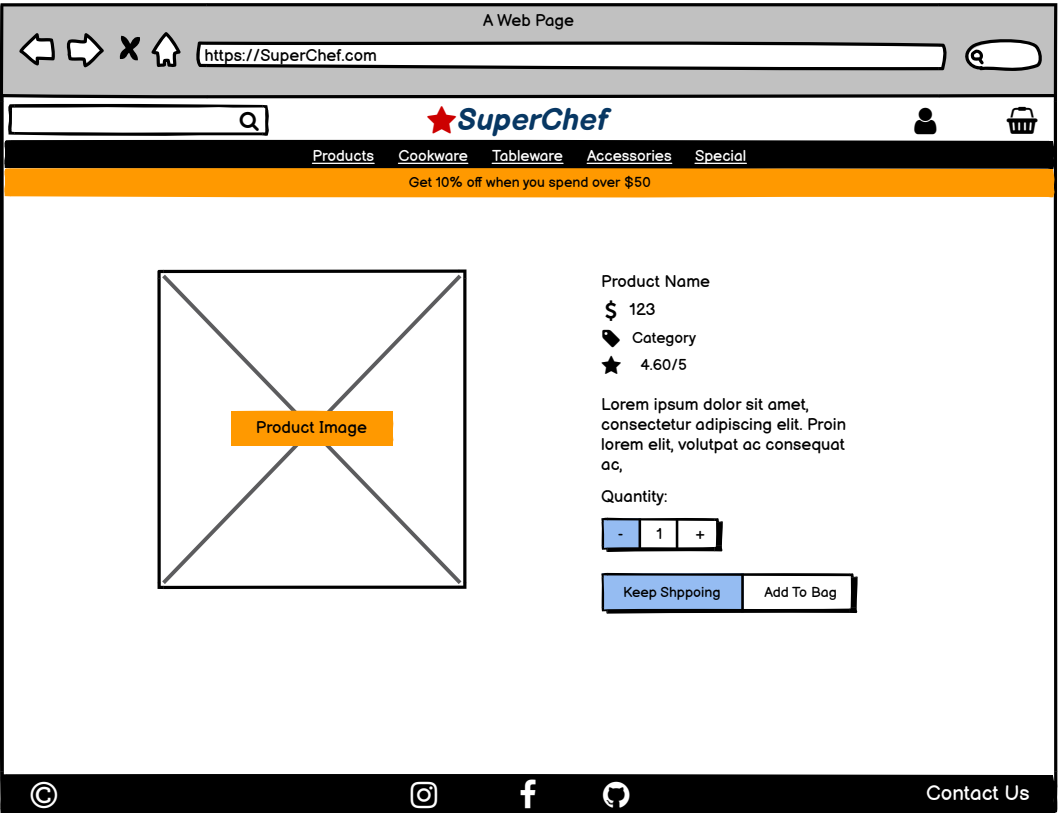 A Web Page
https://SuperChef.com
SuperChef
Products Cookware Tableware Accessories Special
Get 10% off when you spend over $50
Product Image
Product Name
$ 123
Category
4.60/5
Lorem ipsum dolor sit amet,
consectetur adipiscing elit. Proin
lorem elit, volutpat ac consequat
ac,
Quantity:
- 1 +
Keep Shppoing Add To Bag
© Contact Us